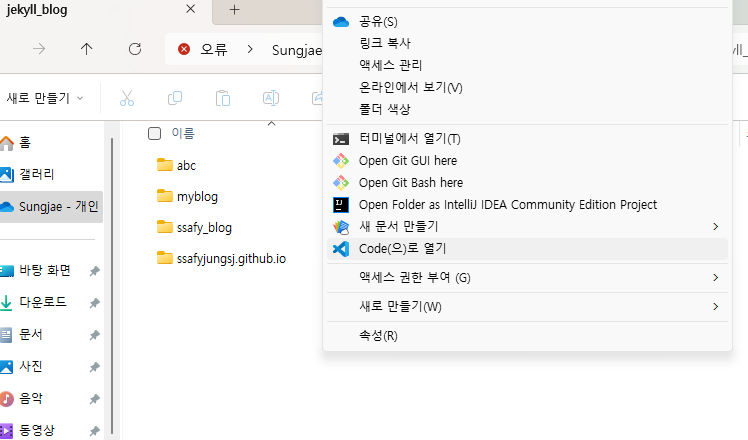 jekyll_blog
오류
Sungjae
새로 만들기
이름
홈
갤러리
Sungjae - 개인
바탕 화면
다운로드
문서
사진
음악
동영상
abc
myblog
ssafy_blog
ssafyjungsj.github.io
공유(S)
링크 복사
액세스 관리
온라인에서 보기(V)
폴더 색상
터미널에서 열기(T)
Open Git GUI here
Open Git Bash here
Open Folder as IntelliJ IDEA Community Edition Project
새 문서 만들기
Code(으)로 열기
액세스 권한 부여 (G)
새로 만들기(W)
속성(R)